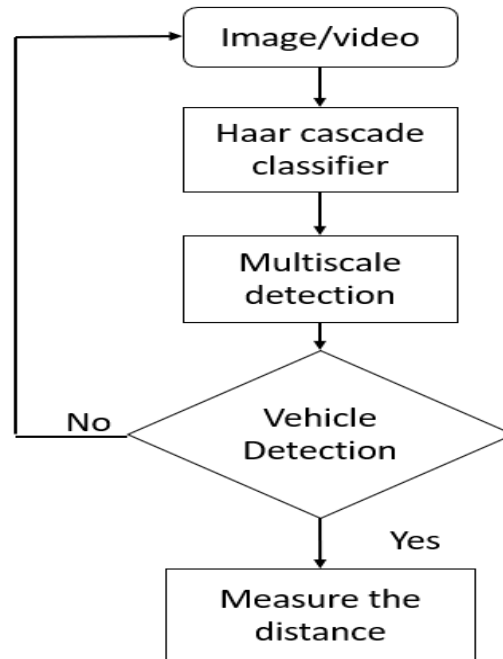 Image/video
Haar cascade
classifier
Multiscale
detection
Vehicle
Detection
No
Yes
Measure the
distance